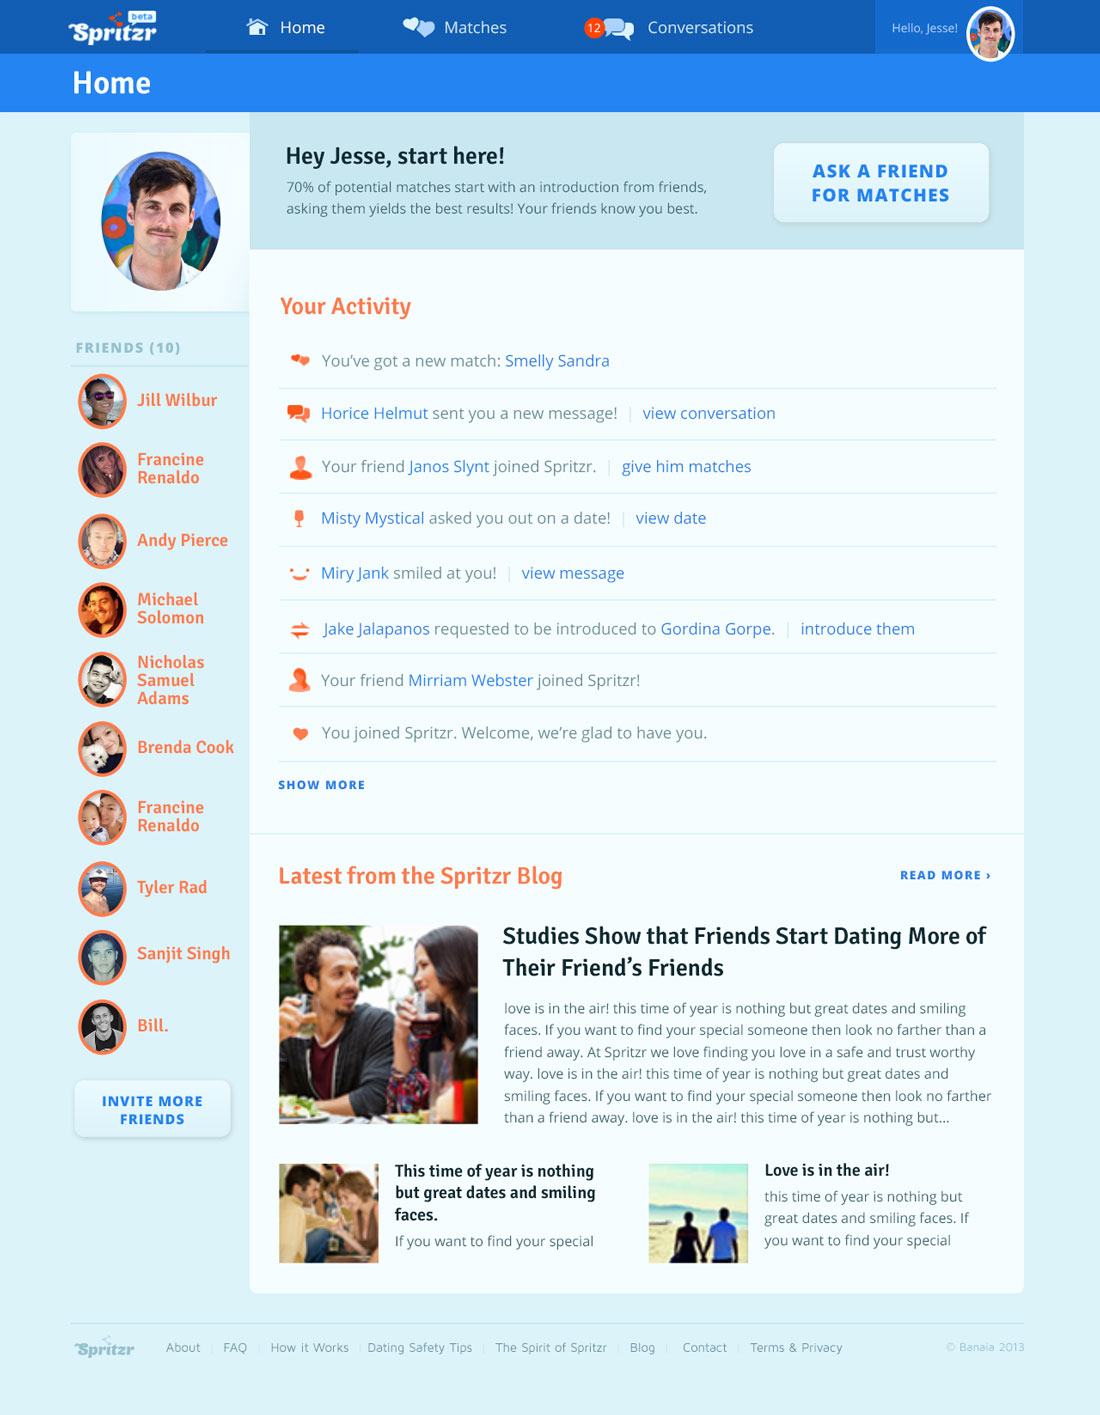 Spritzr beta
Home
Matches
12
Conversations
Hello, Jesse!
Home
Hey Jesse, start here!
70% of potential matches start with an introduction from friends,
asking them yields the best results! Your friends know you best.
ASK A FRIEND
FOR MATCHES
FRIENDS (10)
Jill Wilbur
Francine
Renaldo
Andy Pierce
Michael
Solomon
Nicholas
Samuel
Adams
Brenda Cook
Francine
Renaldo
Tyler Rad
Sanjit Singh
Bill.
INVITE MORE
FRIENDS
Your Activity
You've got a new match: Smelly Sandra
Horice Helmut sent you a new message! | view conversation
Your friend Janos Slynt joined Spritzr. | give him matches
Misty Mystical asked you out on a date! | view date
Miry Jank smiled at you! | view message
Jake Jalapanos requested to be introduced to Gordina Gorpe. | introduce them
Your friend Mirriam Webster joined Spritzr!
You joined Spritzr. Welcome, we're glad to have you.
SHOW MORE
Latest from the Spritzr Blog
READ MORE ›
Studies Show that Friends Start Dating More of
Their Friend's Friends
love is in the air! this time of year is nothing but great dates and smiling
faces. If you want to find your special someone then look no farther than a
friend away. At Spritzr we love finding you love in a safe and trust worthy
way. love is in the air! this time of year is nothing but great dates and
smiling faces. If you want to find your special someone then look no farther
than a friend away. love is in the air! this time of year is nothing but...
This time of year is nothing
but great dates and smiling
faces.
If you want to find your special
Love is in the air!
this time of year is nothing but
great dates and smiling faces. If
you want to find your special
Spritzr
About | FAQ | How it Works | Dating Safety Tips | The Spirit of Spritzr | Blog | Contact | Terms & Privacy
© Banaia 2013